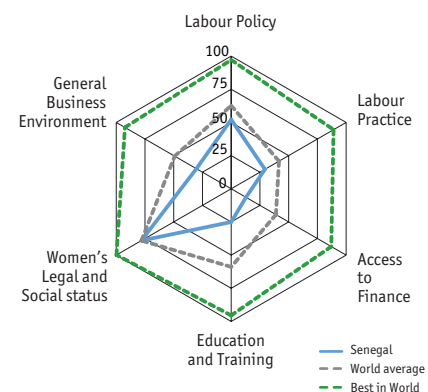 Labour Policy
100
75
50
25
0
General
Business
Environment
Labour
Practice
Women's
Legal and
Social status
Access
to
Finance
Education
and Training
Senegal
World average
Best in World